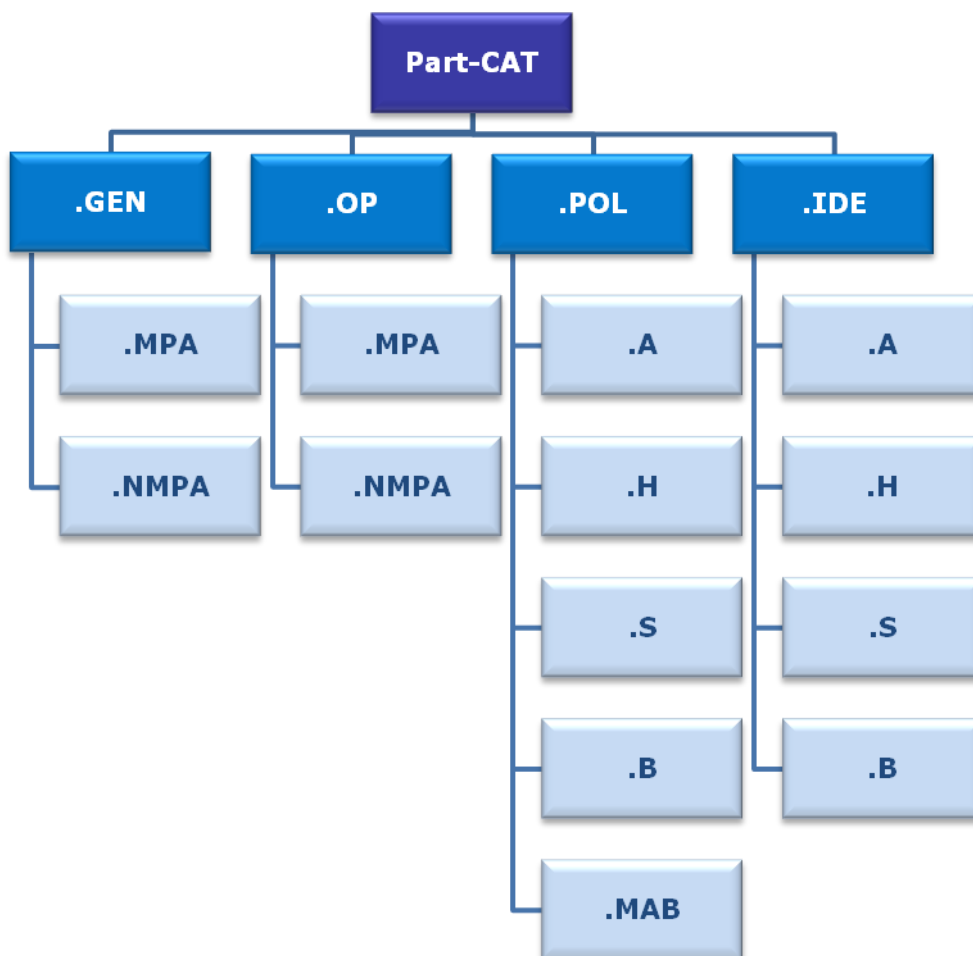 Part-CAT
.GEN
.OP
.POL
.IDE
.MPA
.MPA
.A
.A
.NMPA
.NMPA
.H
.H
.S
.S
.B
.B
.MAB